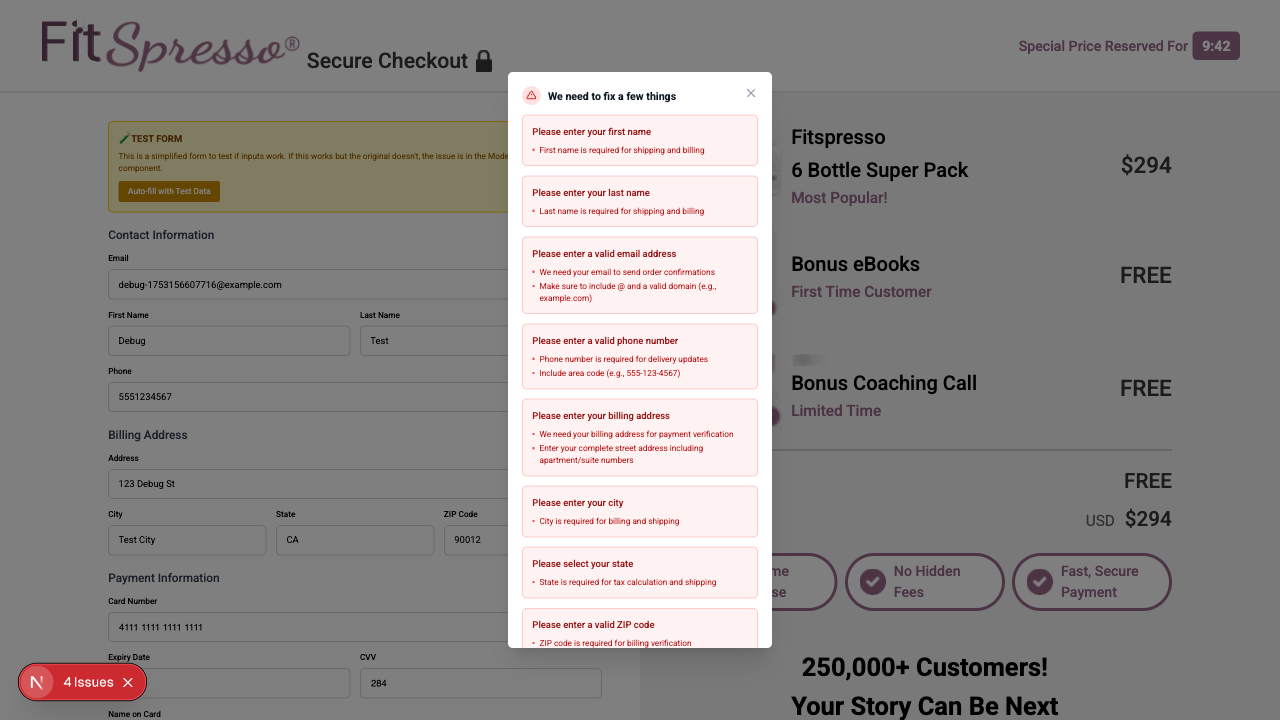 FitSpresso®
Secure Checkout
Special Price Reserved For 9:42
TEST FORM
This is a simplified form to test if inputs work. If this works but the original doesn't, the issue is in the
component.
Auto-fill with Test Data
Contact Information
Email
debug-1753156607716@example.com
First Name
Last Name
Debug
Test
Phone
5551234567
Billing Address
Address
123 Debug St
City
State
ZIP Code
Test City
CA
90012
Payment Information
Card Number
4111 1111 1111 1111
Expiry Date
CVV
284
Name on Card
N 4 Issues
We need to fix a few things
Please enter your first name
• First name is required for shipping and billing
Please enter your last name
• Last name is required for shipping and billing
Please enter a valid email address
• We need your email to send order confirmations
• Make sure to include @ and a valid domain (e.g.,
example.com)
Please enter a valid phone number
• Phone number is required for delivery updates
• Include area code (e.g., 555-123-4567)
Please enter your billing address
• We need your billing address for payment verification
• Enter your complete street address including
apartment/suite numbers
Please enter your city
• City is required for billing and shipping
Please select your state
• State is required for tax calculation and shipping
Please enter a valid ZIP code
• ZIP code is required for billing verification
Fitspresso
6 Bottle Super Pack
Most Popular!
$294
Bonus eBooks
First Time Customer
FREE
Bonus Coaching Call
Limited Time
FREE
FREE
USD $294
No Hidden
Fees
Fast, Secure
Payment
250,000+ Customers!
Your Story Can Be Next